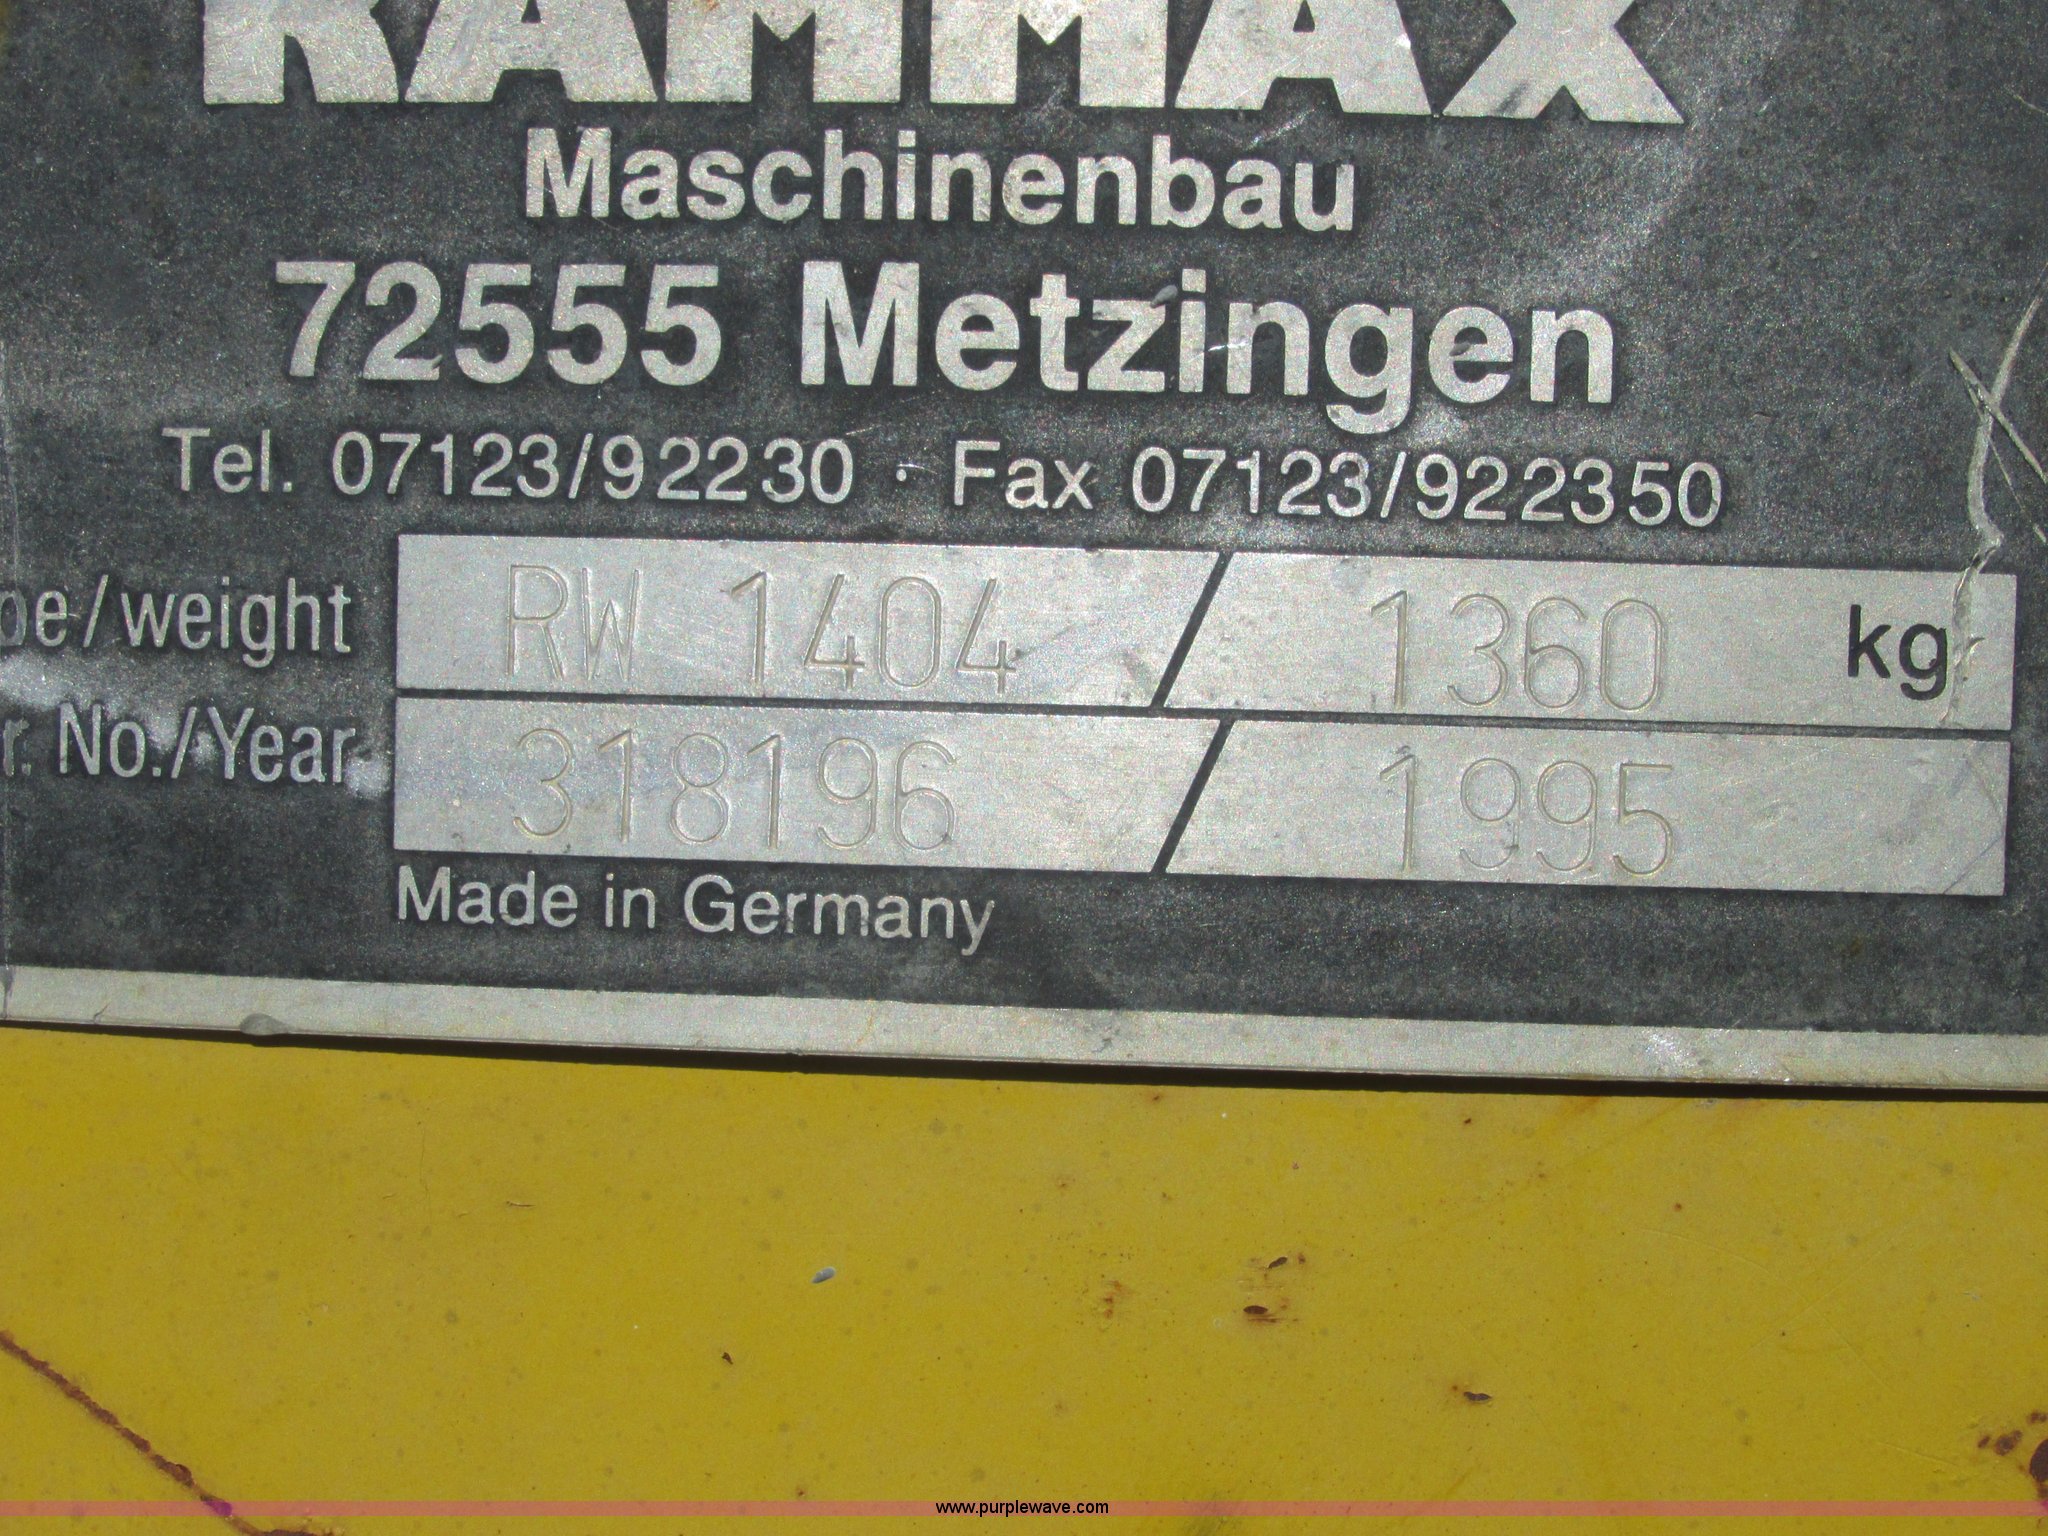 RAMMAX
Maschinenbau
72555 Metzingen
Tel. 07123/92230 · Fax 07123/922350
pe/weight RW 1404 / 1360 kg
r. No./Year 318196 / 1995
Made in Germany
www.purplewave.com